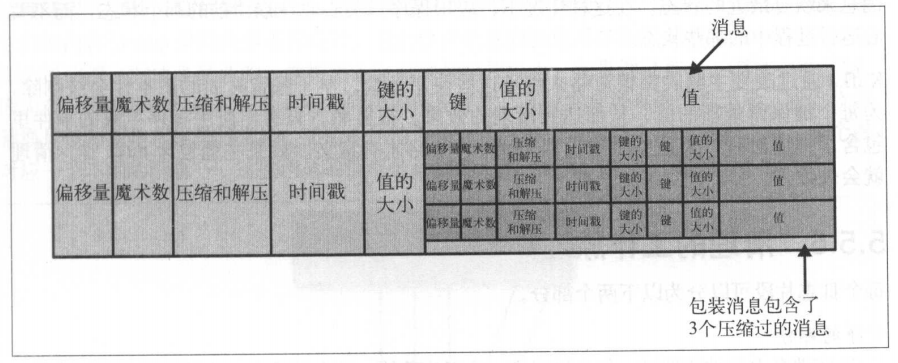 消息
偏移量 魔术数 压缩和解压 时间戳 键的大小 键 值的大小 值
偏移量 魔术数 压缩和解压 时间戳 值的大小
偏移量 魔术数 压缩和解压 时间戳 键的大小 键 值的大小 值
偏移量 魔术数 压缩和解压 时间戳 键的大小 键 值的大小 值
偏移量 魔术数 压缩和解压 时间戳 键的大小 键 值的大小 值
包装消息包含了
3个压缩过的消息